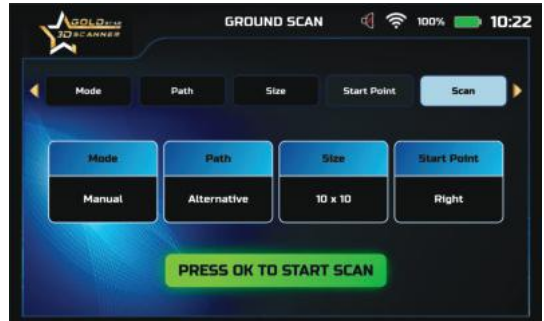 GOLDSTAR
3D SCANNER
GROUND SCAN
100%
10:22
Mode
Path
Size
Start Point
Scan
Mode
Path
Size
Start Point
Manual
Alternative
10 x 10
Right
PRESS OK TO START SCAN